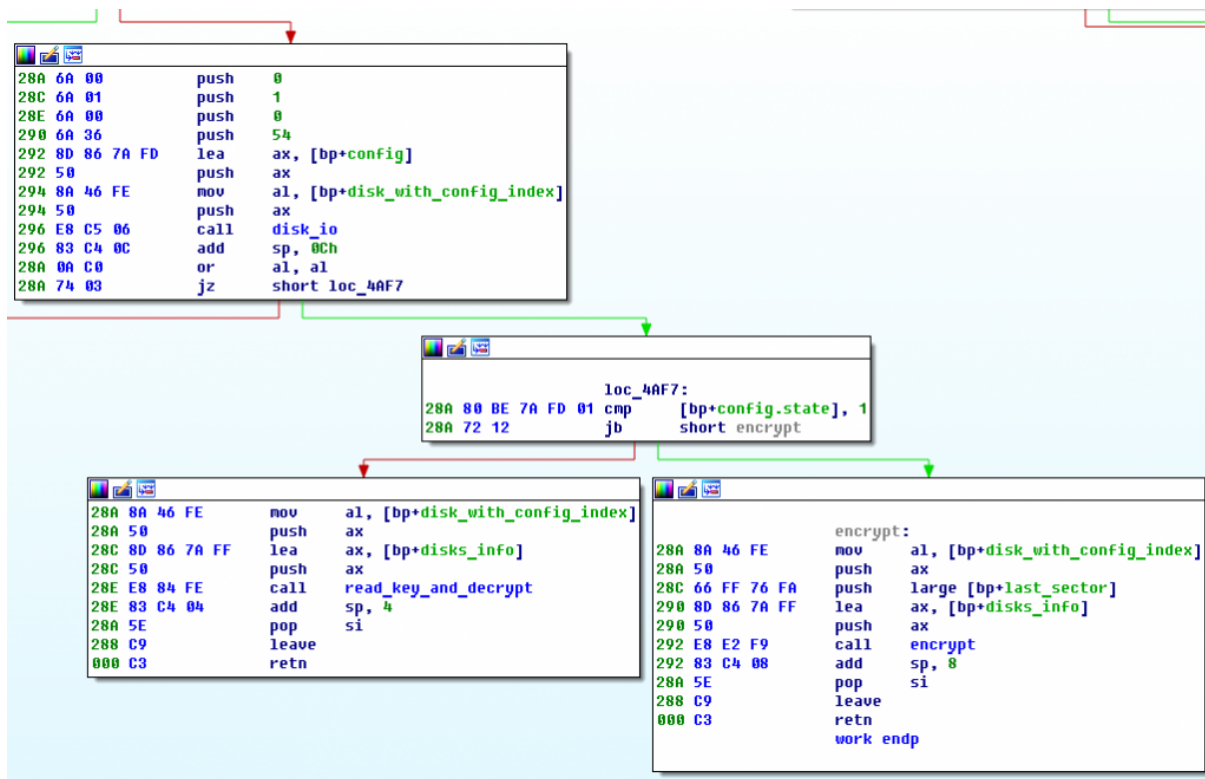 28A 6A 00 push 0
28C 6A 01 push 1
28E 6A 00 push 0
290 6A 36 push 54
292 8D 86 7A FD lea ax, [bp+config]
292 50 push ax
294 8A 46 FE mov al, [bp+disk_with_config_index]
294 50 push ax
296 E8 C5 06 call disk_io
296 83 C4 0C add sp, 0Ch
28A 0A C0 or al, al
28A 74 03 jz short loc_4AF7
loc_4AF7:
28A 80 BE 7A FD 01 cmp [bp+config.state], 1
28A 72 12 jb short encrypt
28A 8A 46 FE mov al, [bp+disk_with_config_index]
28A 50 push ax
28C 8D 86 7A FF lea ax, [bp+disks_info]
28C 50 push ax
28E E8 84 FE call read_key_and_decrypt
28E 83 C4 04 add sp, 4
28A 5E pop si
288 C9 leave
000 C3 retn
encrypt:
28A 8A 46 FE mov al, [bp+disk_with_config_index]
28A 50 push ax
28C 66 FF 76 FA push large [bp+last_sector]
290 8D 86 7A FF lea ax, [bp+disks_info]
290 50 push ax
292 E8 E2 F9 call encrypt
292 83 C4 08 add sp, 8
28A 5E pop si
288 C9 leave
000 C3 retn
work endp